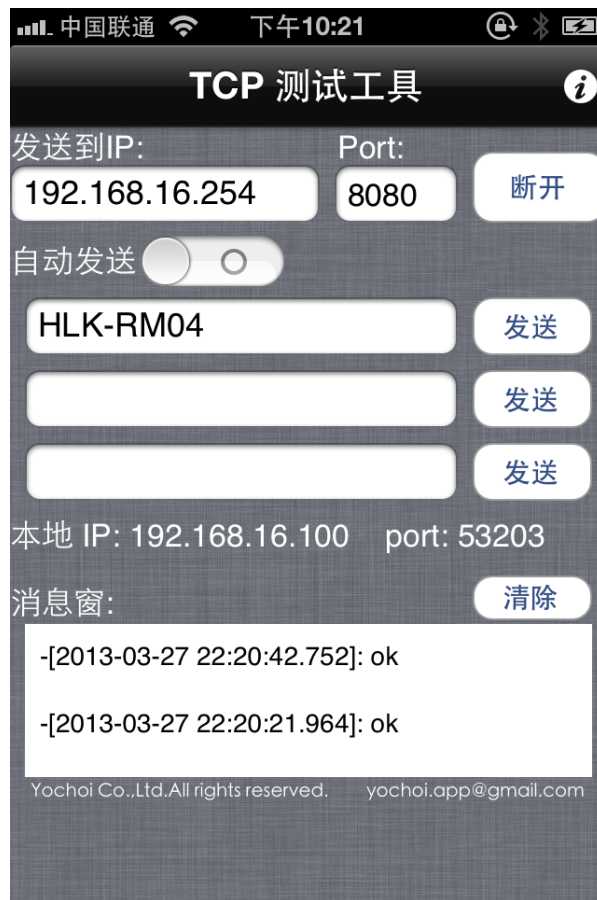 中国联通 下午10:21
TCP 测试工具
发送到IP: Port:
192.168.16.254 8080 断开
自动发送
HLK-RM04 发送
发送
发送
本地 IP: 192.168.16.100 port: 53203
消息窗: 清除
-[2013-03-27 22:20:42.752]: ok
-[2013-03-27 22:20:21.964]: ok
Yochoi Co.,Ltd.All rights reserved. yochoi.app@gmail.com